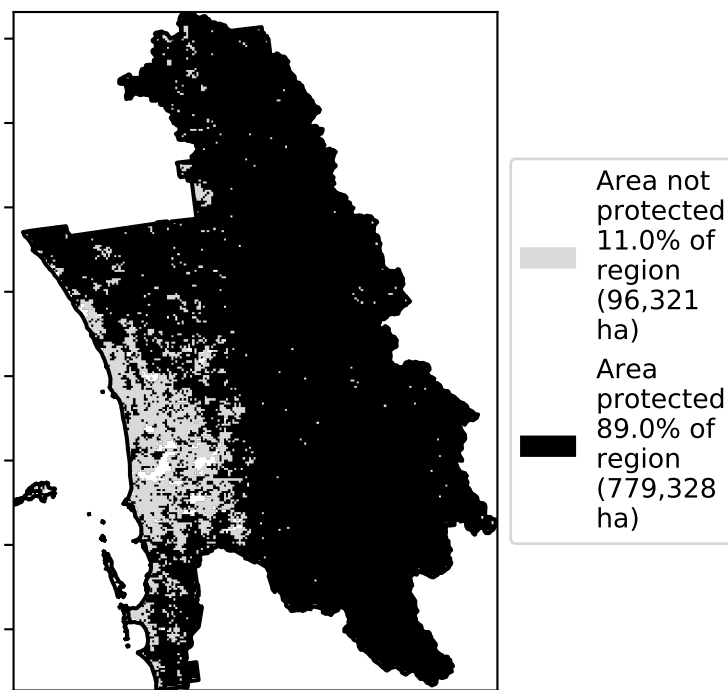 Area not
protected
11.0% of
region
(96,321
ha)
Area
protected
89.0% of
region
(779,328
ha)